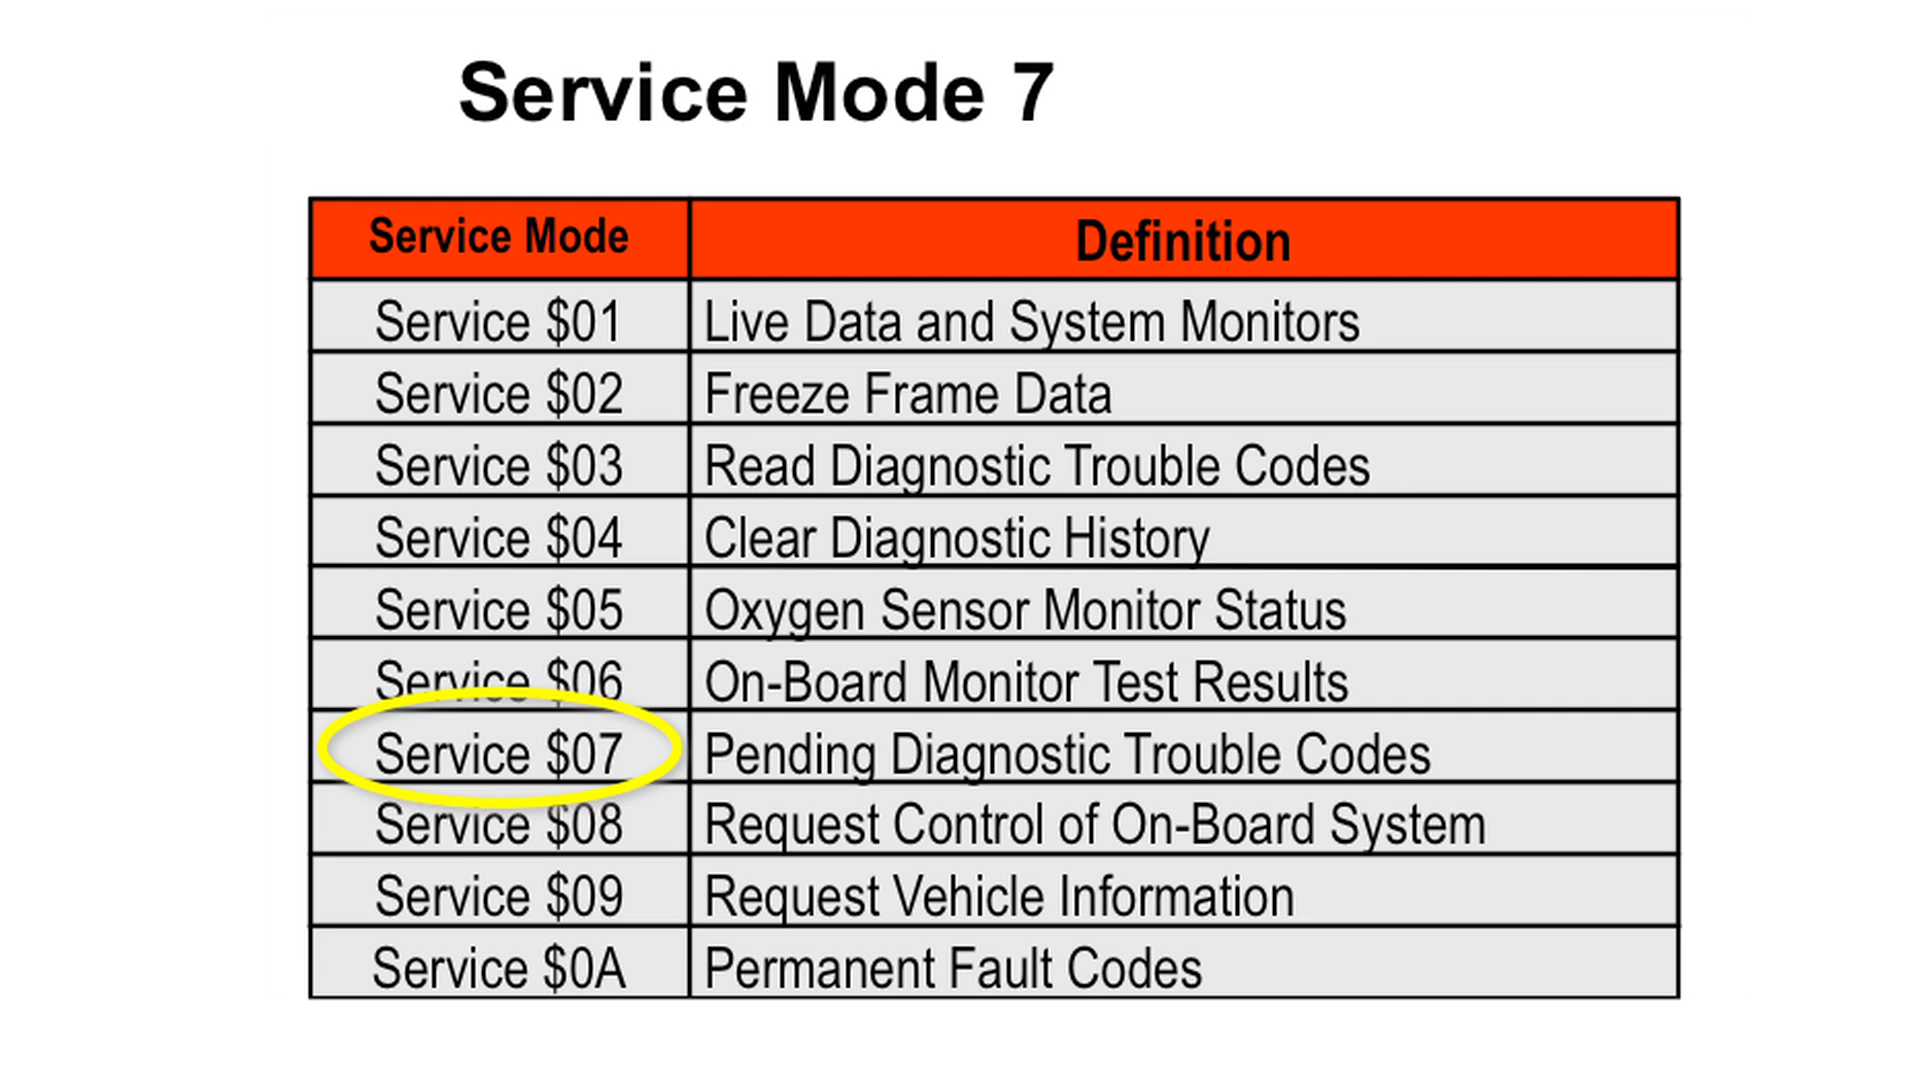 Service Mode 7
Service Mode Definition
Service $01 Live Data and System Monitors
Service $02 Freeze Frame Data
Service $03 Read Diagnostic Trouble Codes
Service $04 Clear Diagnostic History
Service $05 Oxygen Sensor Monitor Status
Service $06 On-Board Monitor Test Results
Service $07 Pending Diagnostic Trouble Codes
Service $08 Request Control of On-Board System
Service $09 Request Vehicle Information
Service $0A Permanent Fault Codes